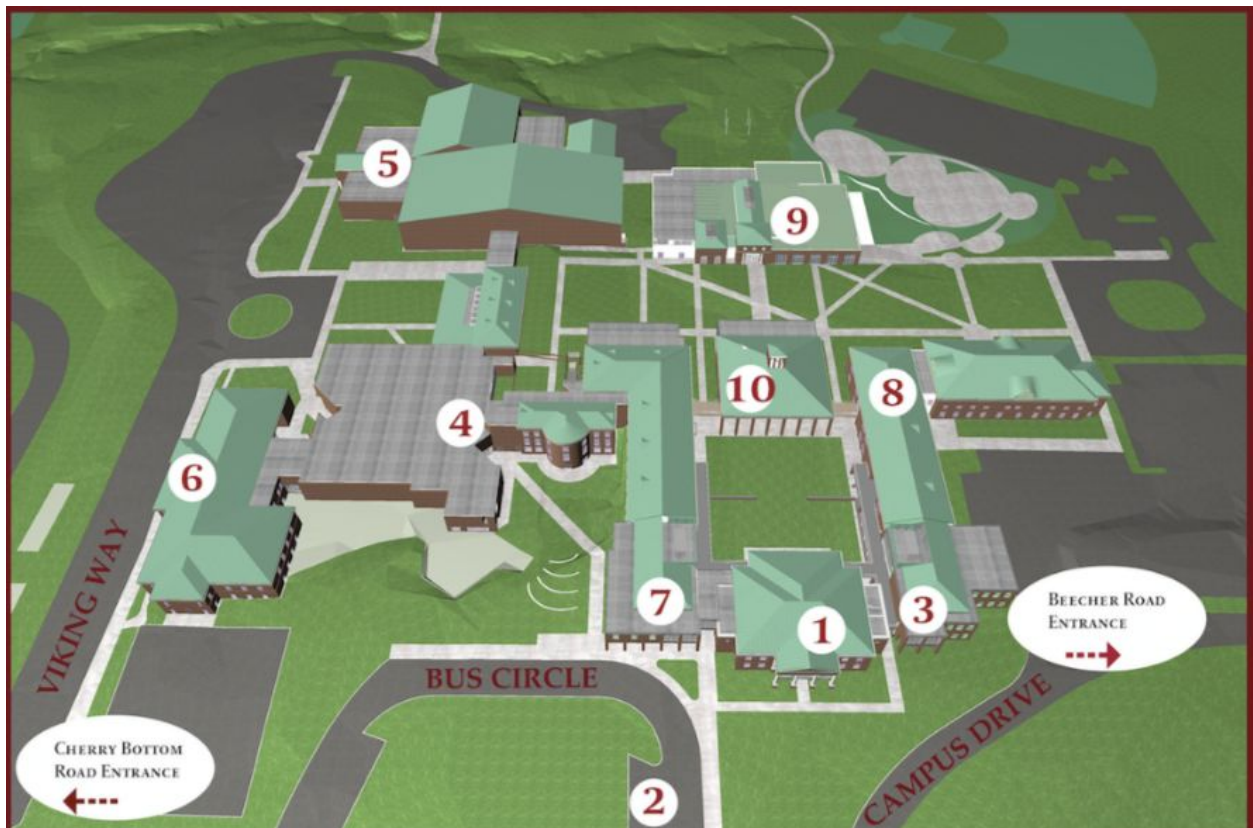 5
9
10
8
4
6
VIKING WAY
7
1
3
BEECHER ROAD
ENTRANCE
BUS CIRCLE
CAMPUS DRIVE
CHERRY BOTTOM
ROAD ENTRANCE
2